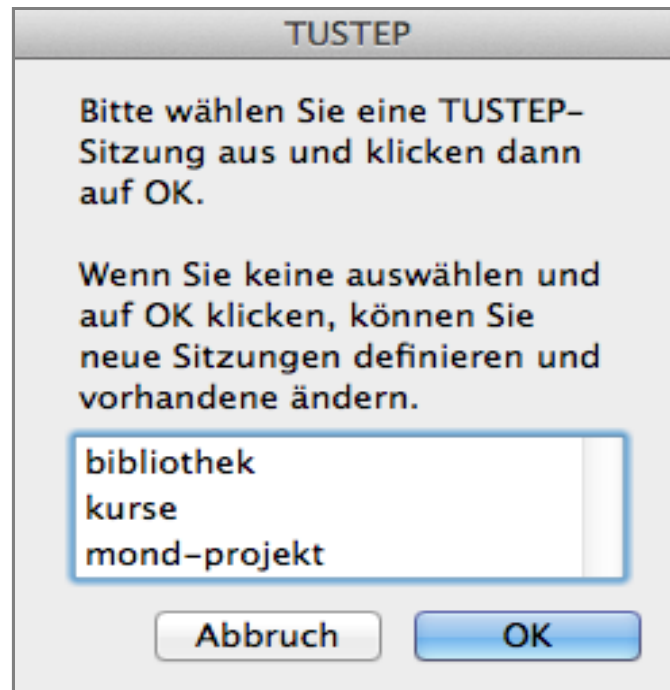 TUSTEP
Bitte wählen Sie eine TUSTEP-
Sitzung aus und klicken dann
auf OK.
Wenn Sie keine auswählen und
auf OK klicken, können Sie
neue Sitzungen definieren und
vorhandene ändern.
bibliothek
kurse
mond-projekt
Abbruch OK